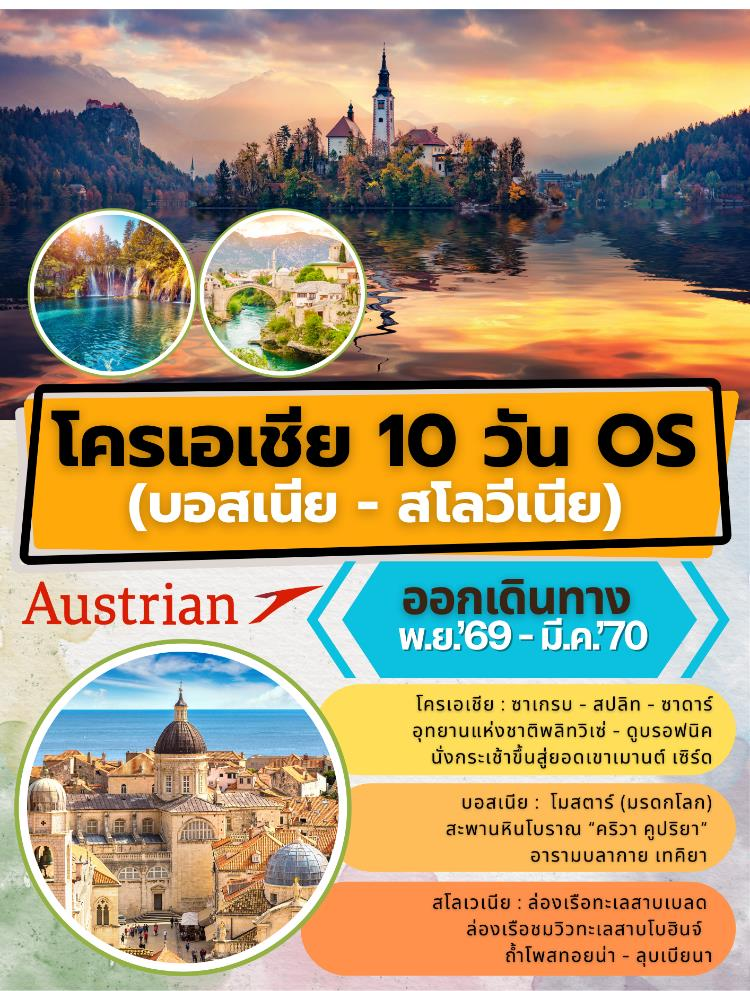 โครเอเชีย 10 วัน OS
(บอสเนีย - สโลวีเนีย)
Austrian
ออกเดินทาง
พ.ย.’69 - มี.ค.’70
โครเอเชีย : ซาเกรบ - สปลิท - ซาดาร์
อุทยานแห่งชาติพลิทวิเซ่ - ดูบรอฟนิค
นั่งกระเช้าขึ้นสู่ยอดเขาเมานต์ เซิร์ด
บอสเนีย : โมสตาร์ (มรดกโลก)
สะพานหินโบราณ “คริวา คูปริยา”
อารามบลากาย เทคิยา
สโลเวเนีย : ล่องเรือทะเลสาบเบลด
ล่องเรือชมวิวทะเลสาบโบฮินจ์
ถ้ำโพสทอยน่า - ลุบเบียนา